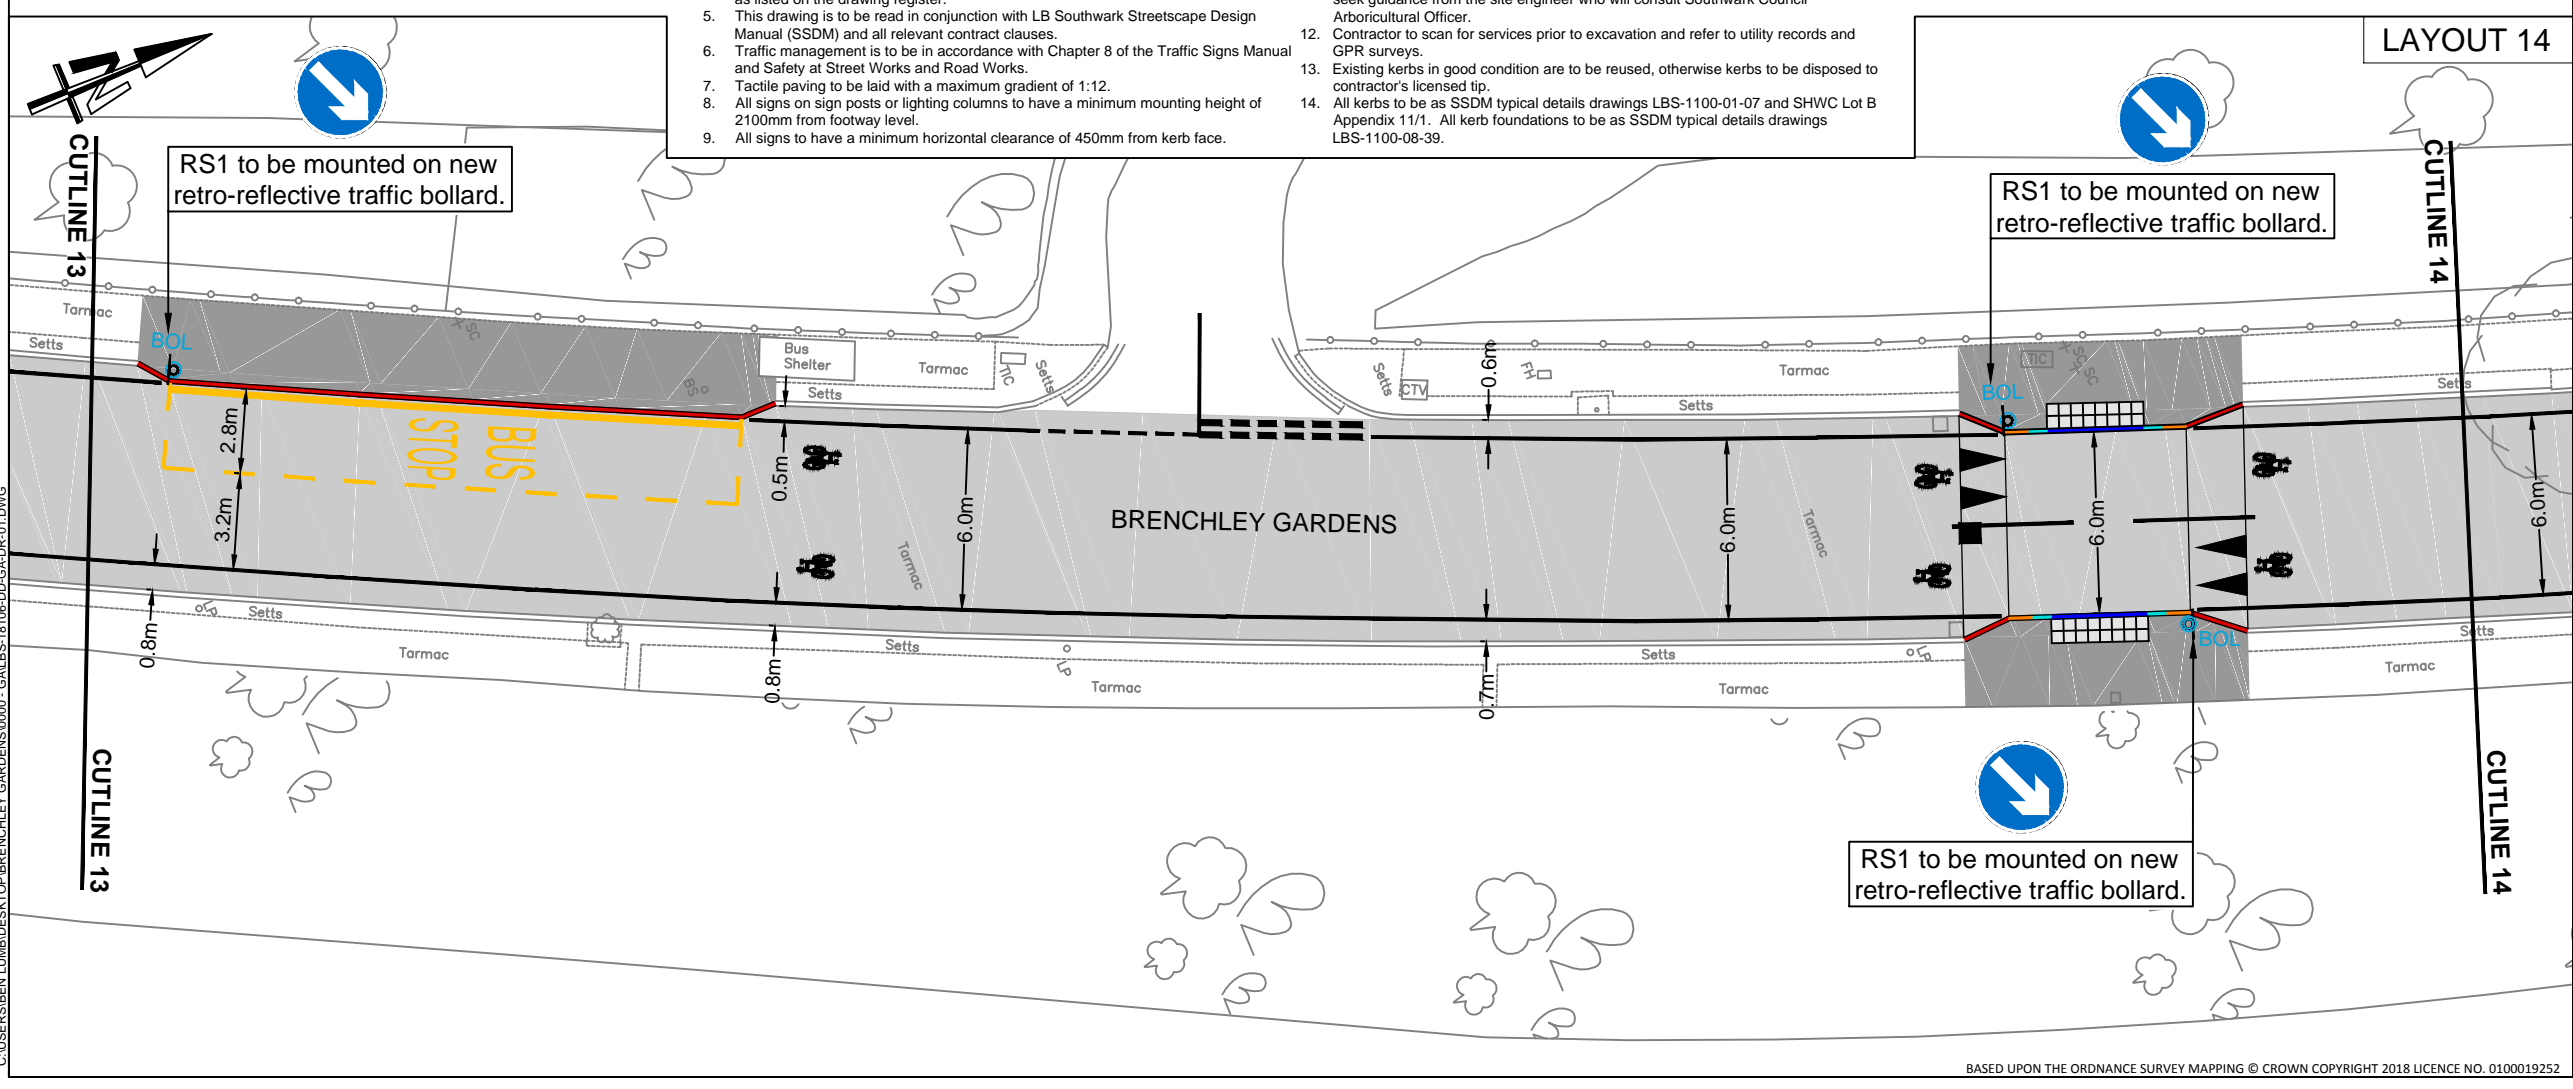 as listed on the drawing register.
5. This drawing is to be read in conjunction with LB Southwark Streetscape Design
Manual (SSDM) and all relevant contract clauses.
6. Traffic management is to be in accordance with Chapter 8 of the Traffic Signs Manual
and Safety at Street Works and Road Works.
7. Tactile paving to be laid with a maximum gradient of 1:12.
8. All signs on sign posts or lighting columns to have a minimum mounting height of
2100mm from footway level.
9. All signs to have a minimum horizontal clearance of 450mm from kerb face.
seek guidance from the site engineer who will consult Southwark Council
Arboricultural Officer.
12. Contractor to scan for services prior to excavation and refer to utility records and
GPR surveys.
13. Existing kerbs in good condition are to be reused, otherwise kerbs to be disposed to
contractor's licensed tip.
14. All kerbs to be as SSDM typical details drawings LBS-1100-01-07 and SHWC Lot B
Appendix 11/1. All kerb foundations to be as SSDM typical details drawings
LBS-1100-08-39.
LAYOUT 14
N
CUTLINE 13
RS1 to be mounted on new
retro-reflective traffic bollard.
RS1 to be mounted on new
retro-reflective traffic bollard.
CUTLINE 14
Tarmac
Setts
BOL
SC
BS
Bus
Shelter
Tarmac
TIC
Setts
Setts
0.6m
Setts
CTV
FH
Tarmac
Setts
TIC
SC
SC
BOL
Setts
2.8m
BUS
STOP
3.2m
0.5m
6.0m
BRENCHLEY GARDENS
6.0m
6.0m
6.0m
Tarmac
Tarmac
0.8m
LP
Setts
Tarmac
0.8m
Setts
LP
Tarmac
0.7m
Setts
Tarmac
LP
BOL
Setts
Tarmac
CUTLINE 13
RS1 to be mounted on new
retro-reflective traffic bollard.
CUTLINE 14
BASED UPON THE ORDNANCE SURVEY MAPPING © CROWN COPYRIGHT 2018 LICENCE NO. 0100019252